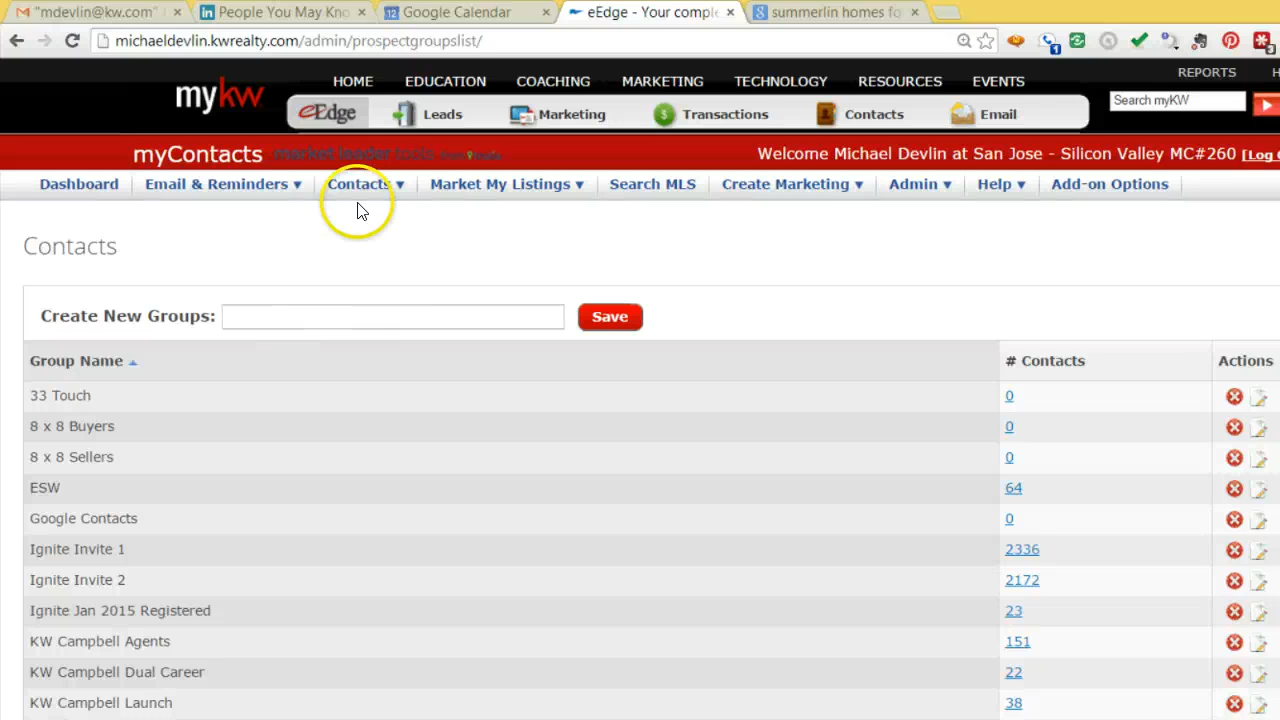 "mdevlin@kw.com"
People You May Kno
Google Calendar
eEdge - Your comple
summerlin homes fo
michaeldevlin.kwrealty.com/admin/prospectgroupslist/
REPORTS
HOME EDUCATION COACHING MARKETING TECHNOLOGY RESOURCES EVENTS
mykw
Search myKW
eEdge Leads Marketing Transactions Contacts Email
myContacts market leader tools
Welcome Michael Devlin at San Jose - Silicon Valley MC#260 [Log
Dashboard Email & Reminders ▼ Contacts ▼ Market My Listings ▼ Search MLS Create Marketing ▼ Admin ▼ Help ▼ Add-on Options
Contacts
Create New Groups: Save
Group Name # Contacts Actions
33 Touch 0
8 x 8 Buyers 0
8 x 8 Sellers 0
ESW 64
Google Contacts 0
Ignite Invite 1 2336
Ignite Invite 2 2172
Ignite Jan 2015 Registered 23
KW Campbell Agents 151
KW Campbell Dual Career 22
KW Campbell Launch 38